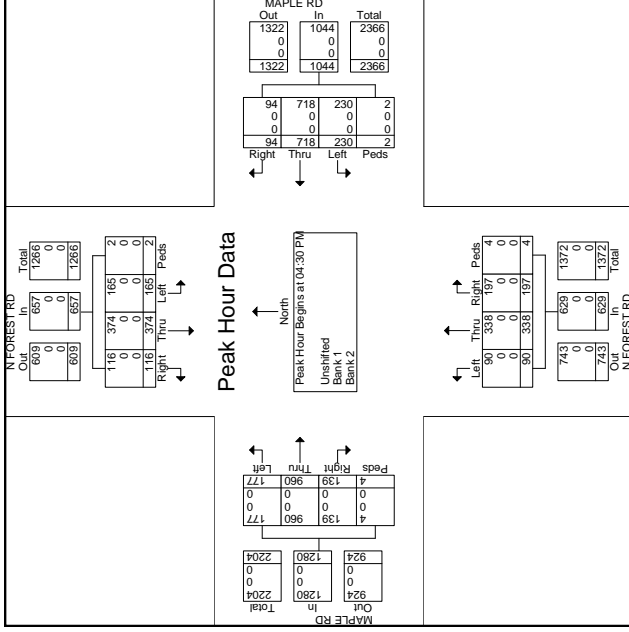 MAPLE RD
Out In Total
1322 1044 2366
0 0 0
0 0 0
1322 1044 2366
94 718 230 2
0 0 0 0
0 0 0 0
94 718 230 2
Right Thru Left Peds
N FOREST RD
Out In Total
609 657 1266
0 0 0
0 0 0
609 657 1266
116 374 165 2
0 0 0 0
0 0 0 0
116 374 165 2
Right Thru Left Peds
Peak Hour Data
North
Peak Hour Begins at 04:30 PM
Unshifted
Bank 1
Bank 2
Left Thru Right Peds
90 338 197 4
0 0 0 0
0 0 0 0
90 338 197 4
743 629 1372
0 0 0
0 0 0
743 629 1372
Out In Total
N FOREST RD
Left Thru Right Peds
177 960 139 4
0 0 0 0
0 0 0 0
177 960 139 4
2204 1280 924
0 0 0
0 0 0
2204 1280 924
Total In Out
MAPLE RD